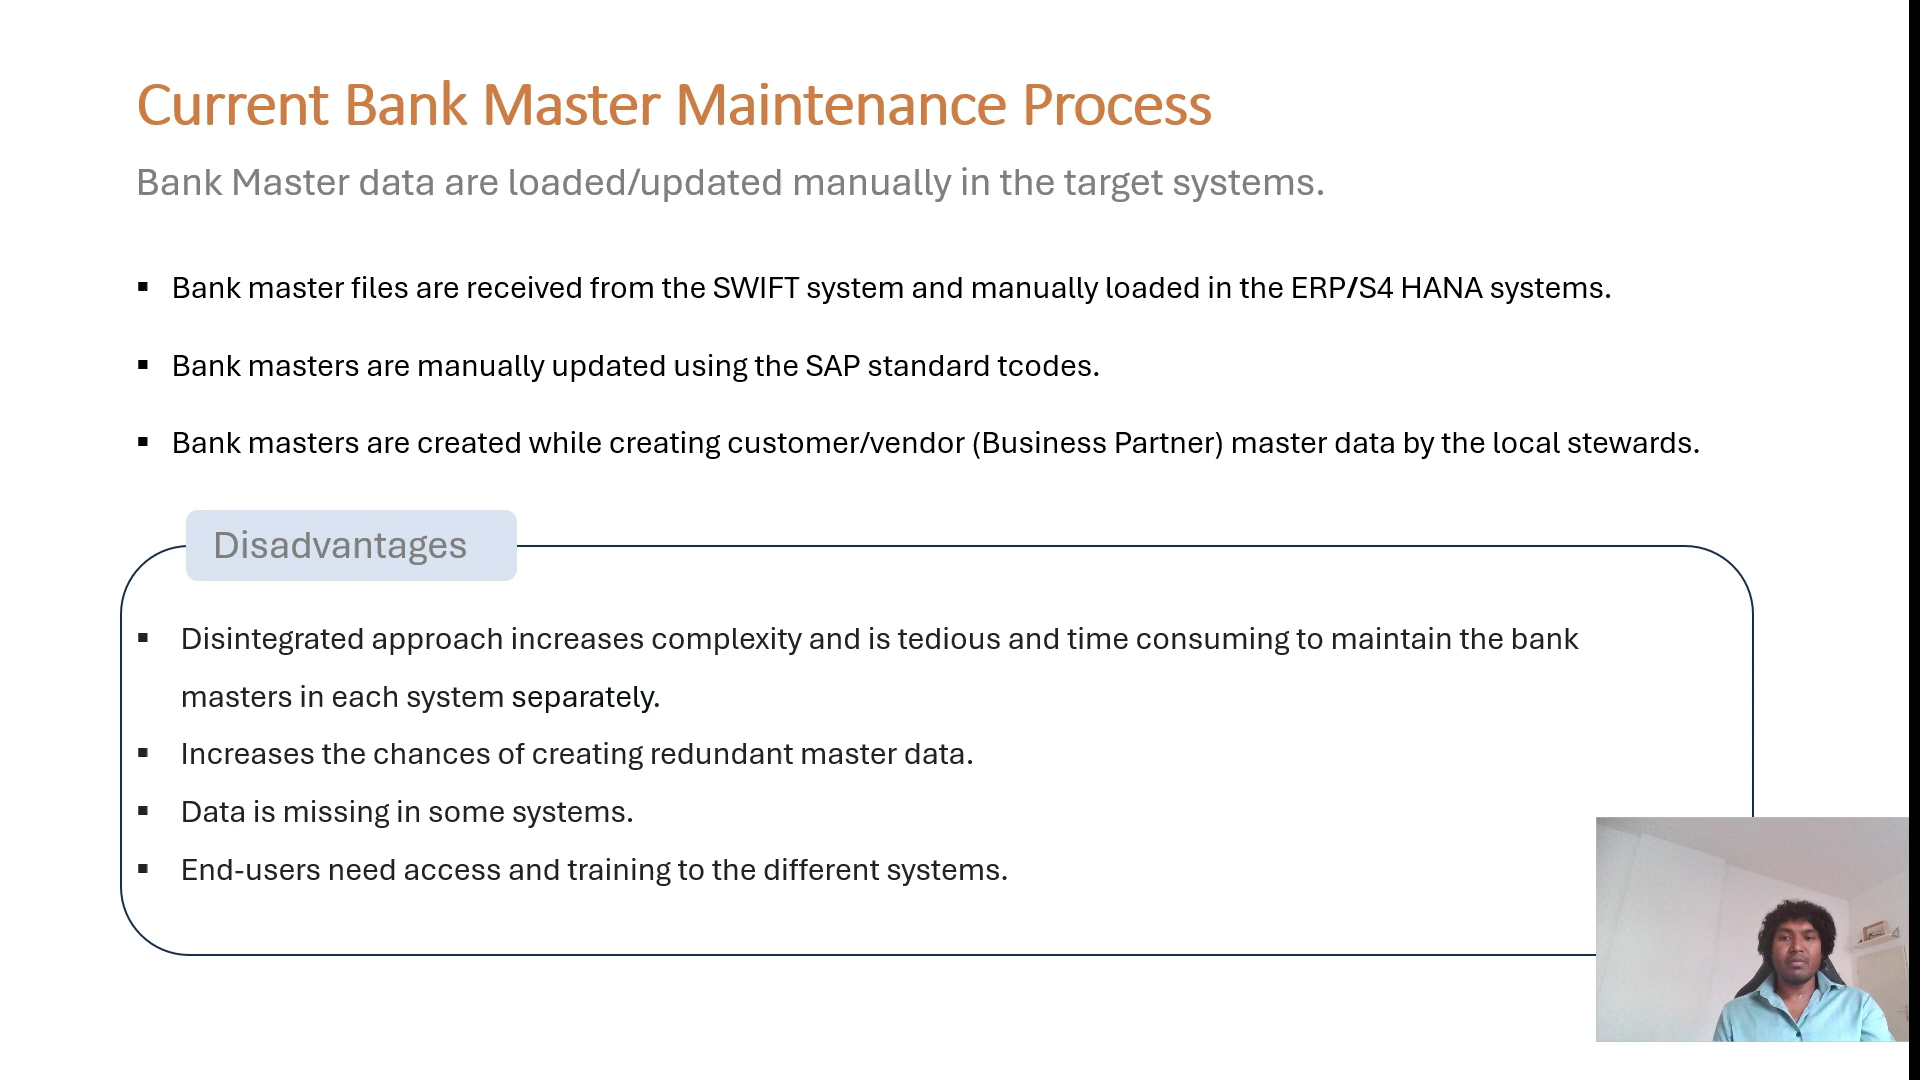 Current Bank Master Maintenance Process
Bank Master data are loaded/updated manually in the target systems.
▪ Bank master files are received from the SWIFT system and manually loaded in the ERP/S4 HANA systems.
▪ Bank masters are manually updated using the SAP standard tcodes.
▪ Bank masters are created while creating customer/vendor (Business Partner) master data by the local stewards.
Disadvantages
▪ Disintegrated approach increases complexity and is tedious and time consuming to maintain the bank
masters in each system separately.
▪ Increases the chances of creating redundant master data.
▪ Data is missing in some systems.
▪ End-users need access and training to the different systems.